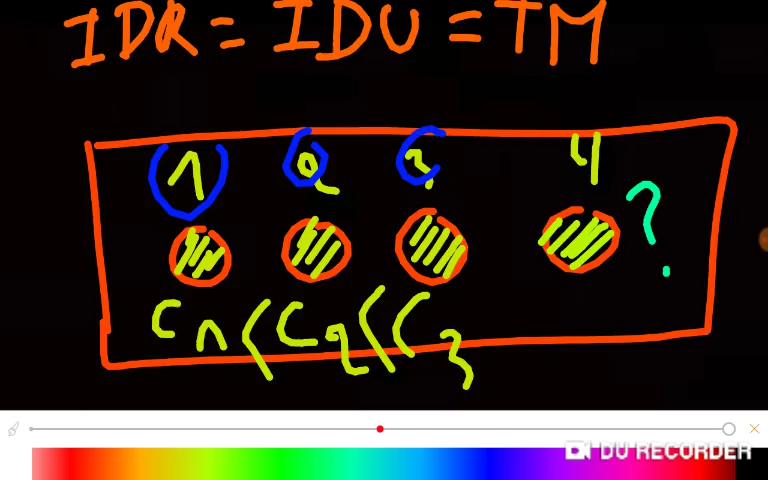 IDR = IDU = TM
1 2 3 4
?
C1 < C2 < C3
DU RECORDER